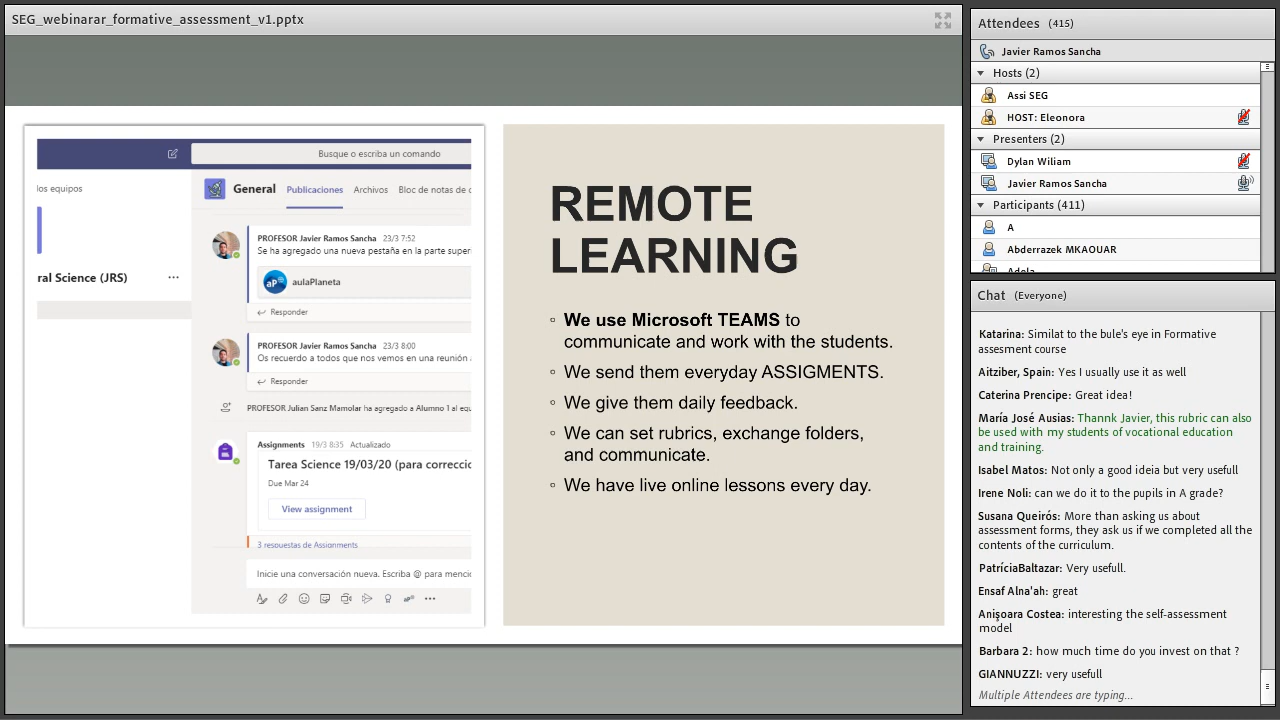 SEG_webinarar_formative_assessment_v1.pptx
Busque o escriba un comando
los equipos
General Publicaciones Archivos Bloc de notas de c
ral Science (JRS) ...
PROFESOR Javier Ramos Sancha 23/3 7:52
Se ha agregado una nueva pestaña en la parte super
aP aulaPlaneta
Responder
PROFESOR Javier Ramos Sancha 23/3 8:00
Os recuerdo a todos que nos vemos en una reunión
Responder
PROFESOR Julian Sanz Mamolar ha agregado a Alumno 1 al equ
Assignments 19/3 8:35 Actualizado
Tarea Science 19/03/20 (para correcció
Due Mar 24
View assignment
3 respuestas de Assignments
Inicie una conversación nueva. Escriba @ para mencio
REMOTE
LEARNING
We use Microsoft TEAMS to
communicate and work with the students.
We send them everyday ASSIGMENTS.
We give them daily feedback.
We can set rubrics, exchange folders,
and communicate.
We have live online lessons every day.
Attendees (415)
Javier Ramos Sancha
Hosts (2)
Assi SEG
HOST: Eleonora
Presenters (2)
Dylan Wiliam
Javier Ramos Sancha
Participants (411)
A
Abderrazek MKAOUAR
Adela
Chat (Everyone)
Katarina: Similat to the bule's eye in Formative
assesment course
Aitziber, Spain: Yes I usually use it as well
Caterina Prencipe: Great idea!
María José Ausias: Thannk Javier, this rubric can also
be used with my students of vocational education
and training.
Isabel Matos: Not only a good ideia but very usefull
Irene Noli: can we do it to the pupils in A grade?
Susana Queirós: More than asking us about
assessment forms, they ask us if we completed all the
contents of the curriculum.
PatríciaBaltazar: Very usefull.
Ensaf Alna'ah: great
Anişoara Costea: interesting the self-assessment
model
Barbara 2: how much time do you invest on that ?
GIANNUZZI: very usefull
Multiple Attendees are typing...